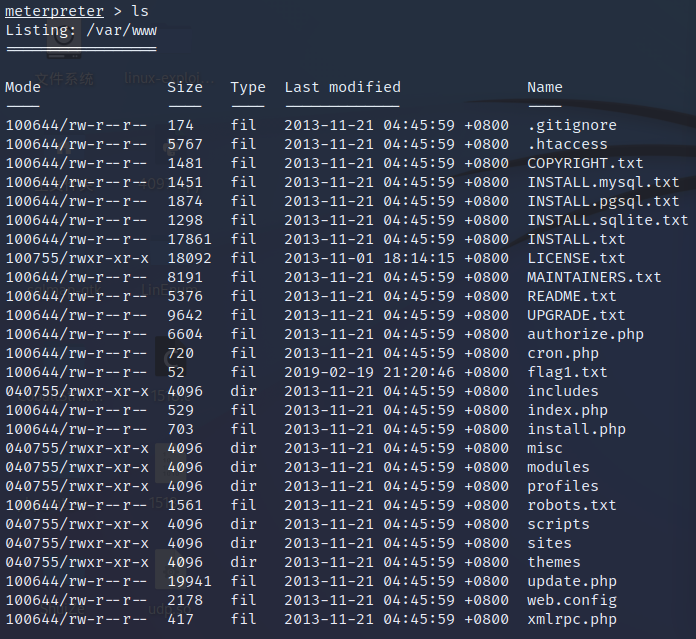 meterpreter > ls
Listing: /var/www
=================
Mode Size Type Last modified Name
---- ---- ---- ------------- ----
100644/rw-r--r-- 174 fil 2013-11-21 04:45:59 +0800 .gitignore
100644/rw-r--r-- 5767 fil 2013-11-21 04:45:59 +0800 .htaccess
100644/rw-r--r-- 1481 fil 2013-11-21 04:45:59 +0800 COPYRIGHT.txt
100644/rw-r--r-- 1451 fil 2013-11-21 04:45:59 +0800 INSTALL.mysql.txt
100644/rw-r--r-- 1874 fil 2013-11-21 04:45:59 +0800 INSTALL.pgsql.txt
100644/rw-r--r-- 1298 fil 2013-11-21 04:45:59 +0800 INSTALL.sqlite.txt
100644/rw-r--r-- 17861 fil 2013-11-21 04:45:59 +0800 INSTALL.txt
100755/rwxr-xr-x 18092 fil 2013-11-01 18:14:15 +0800 LICENSE.txt
100644/rw-r--r-- 8191 fil 2013-11-21 04:45:59 +0800 MAINTAINERS.txt
100644/rw-r--r-- 5376 fil 2013-11-21 04:45:59 +0800 README.txt
100644/rw-r--r-- 9642 fil 2013-11-21 04:45:59 +0800 UPGRADE.txt
100644/rw-r--r-- 6604 fil 2013-11-21 04:45:59 +0800 authorize.php
100644/rw-r--r-- 720 fil 2013-11-21 04:45:59 +0800 cron.php
100644/rw-r--r-- 52 fil 2019-02-19 21:20:46 +0800 flag1.txt
040755/rwxr-xr-x 4096 dir 2013-11-21 04:45:59 +0800 includes
100644/rw-r--r-- 529 fil 2013-11-21 04:45:59 +0800 index.php
100644/rw-r--r-- 703 fil 2013-11-21 04:45:59 +0800 install.php
040755/rwxr-xr-x 4096 dir 2013-11-21 04:45:59 +0800 misc
040755/rwxr-xr-x 4096 dir 2013-11-21 04:45:59 +0800 modules
040755/rwxr-xr-x 4096 dir 2013-11-21 04:45:59 +0800 profiles
100644/rw-r--r-- 1561 fil 2013-11-21 04:45:59 +0800 robots.txt
040755/rwxr-xr-x 4096 dir 2013-11-21 04:45:59 +0800 scripts
040755/rwxr-xr-x 4096 dir 2013-11-21 04:45:59 +0800 sites
040755/rwxr-xr-x 4096 dir 2013-11-21 04:45:59 +0800 themes
100644/rw-r--r-- 19941 fil 2013-11-21 04:45:59 +0800 update.php
100644/rw-r--r-- 2178 fil 2013-11-21 04:45:59 +0800 web.config
100644/rw-r--r-- 417 fil 2013-11-21 04:45:59 +0800 xmlrpc.php